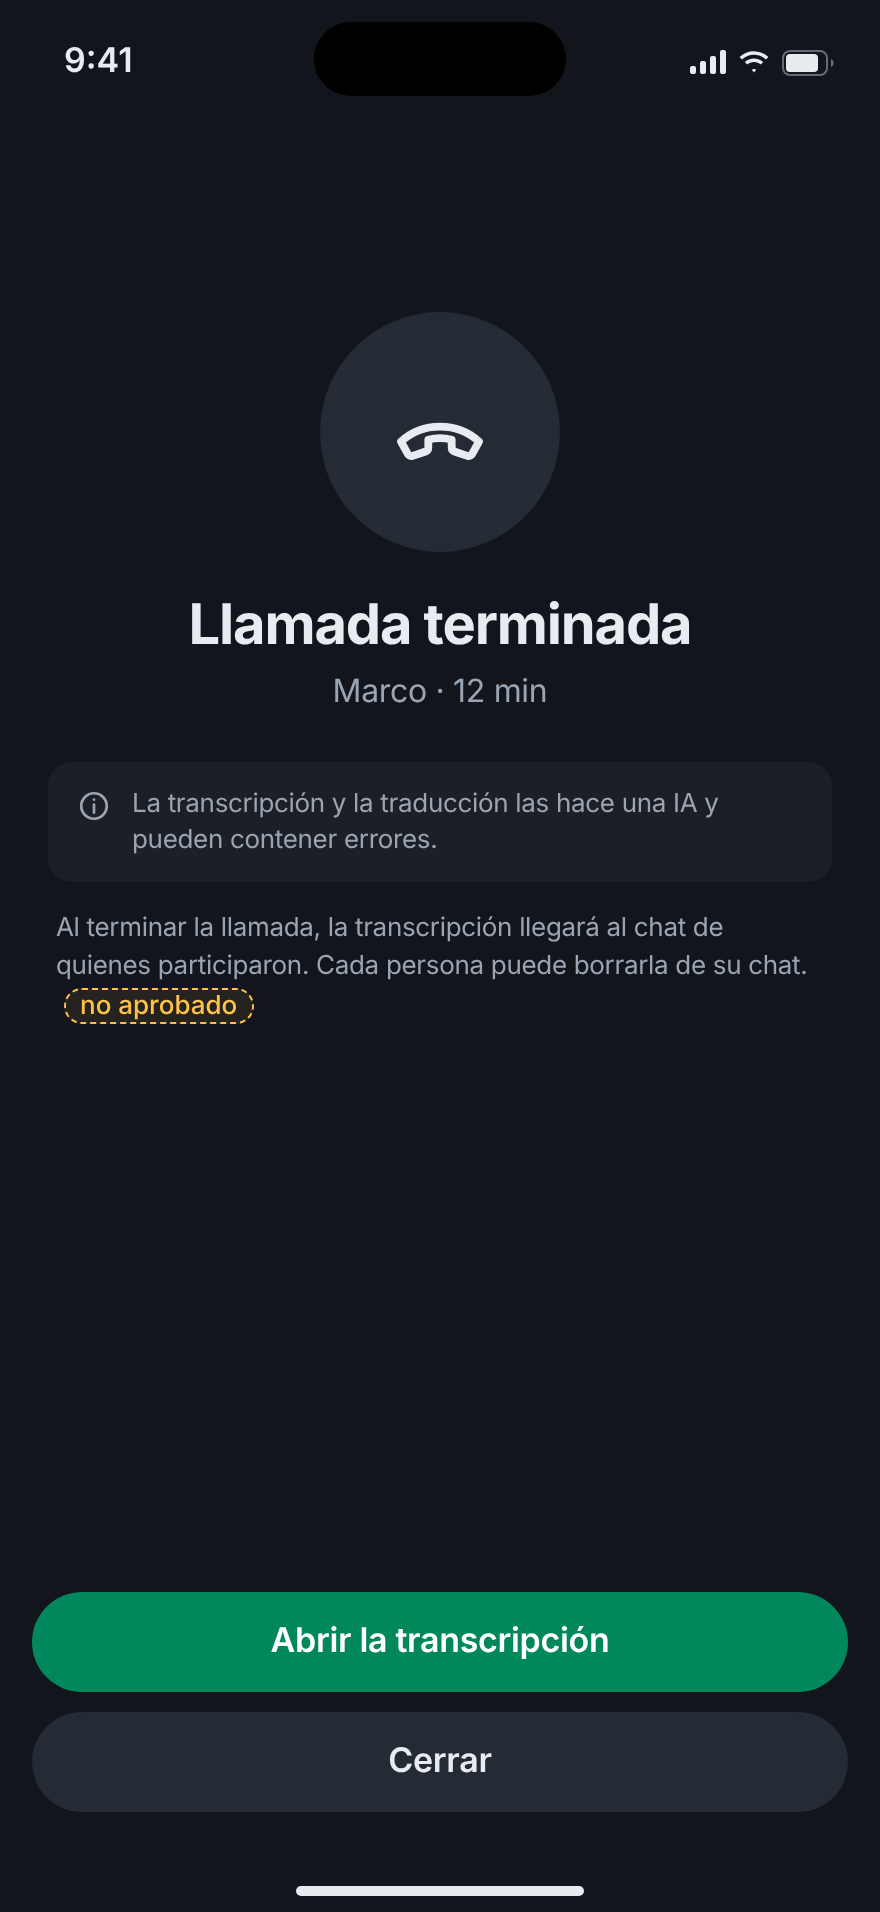 9:41
Llamada terminada
Marco · 12 min
La transcripción y la traducción las hace una IA y
pueden contener errores.
Al terminar la llamada, la transcripción llegará al chat de
quienes participaron. Cada persona puede borrarla de su chat.
no aprobado
Abrir la transcripción
Cerrar